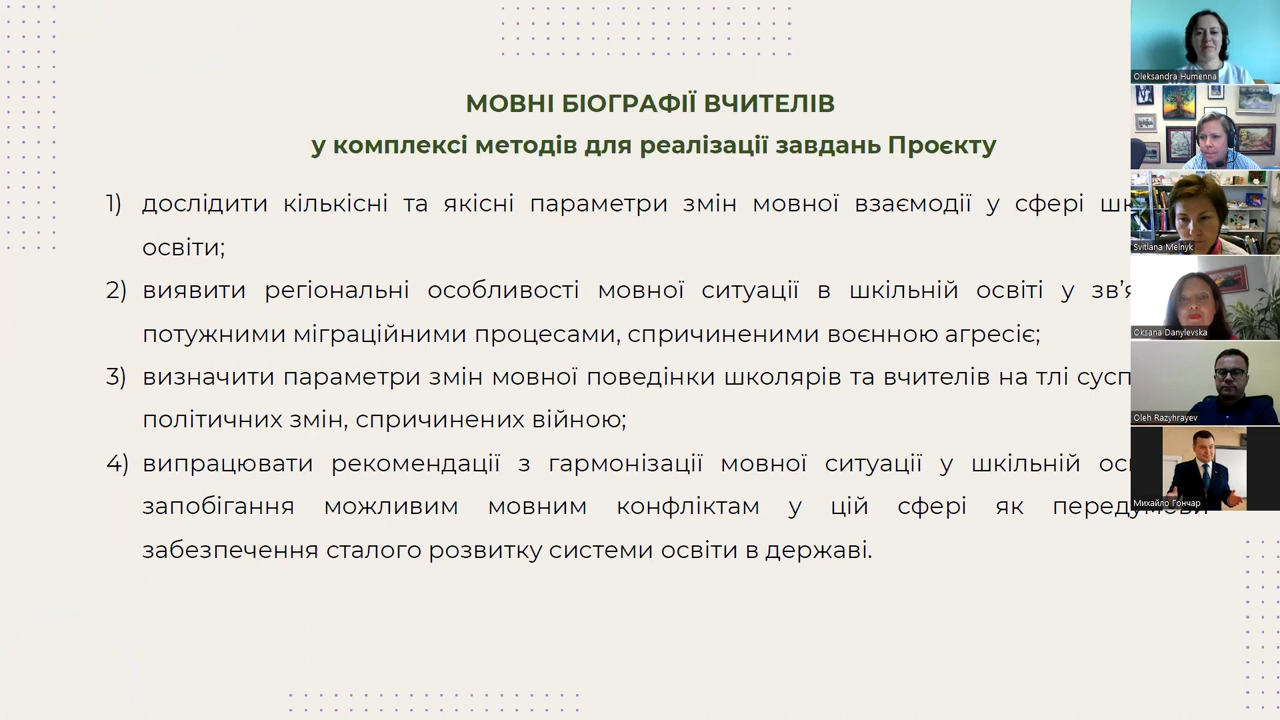 МОВНІ БІОГРАФІЇ ВЧИТЕЛІВ
у комплексі методів для реалізації завдань Проєкту
1) дослідити кількісні та якісні параметри змін мовної взаємодії у сфері
освіти;
2) виявити регіональні особливості мовної ситуації в шкільній освіті у
потужними міграційними процесами, спричиненими воєнною агресіє;
3) визначити параметри змін мовної поведінки школярів та вчителів на тлі
політичних змін, спричинених війною;
4) випрацювати рекомендації з гармонізації мовної ситуації у шкільній
запобігання можливим мовним конфліктам у цій сфері як передумови
забезпечення сталого розвитку системи освіти в державі.
Oleksandra Humenna
Svitlana Melnyk
Oksana Danylevska
Oleh Razyhrayev
Михайло Гончар